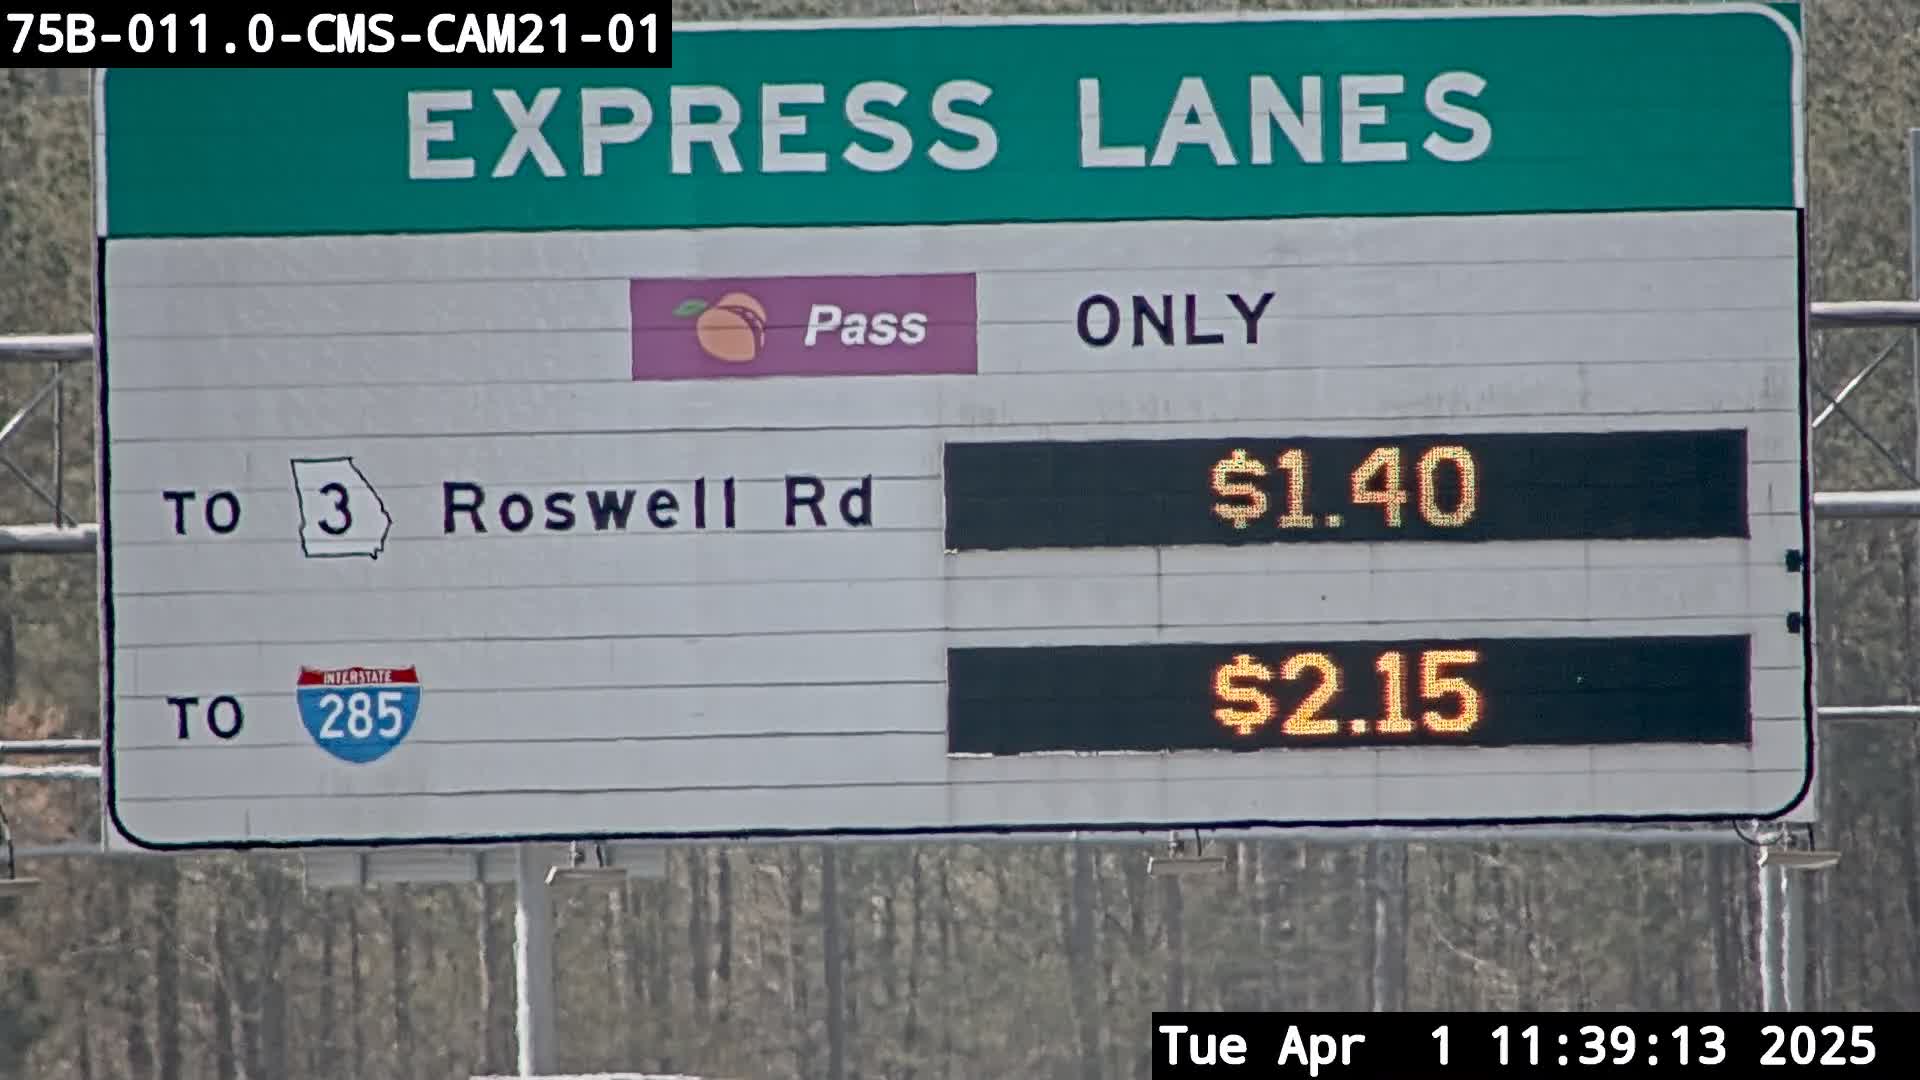 75B-011.0-CMS-CAM21-01
EXPRESS LANES
Pass ONLY
TO 3 Roswell Rd $1.40
TO INTERSTATE 285 $2.15
Tue Apr 1 11:39:13 2025